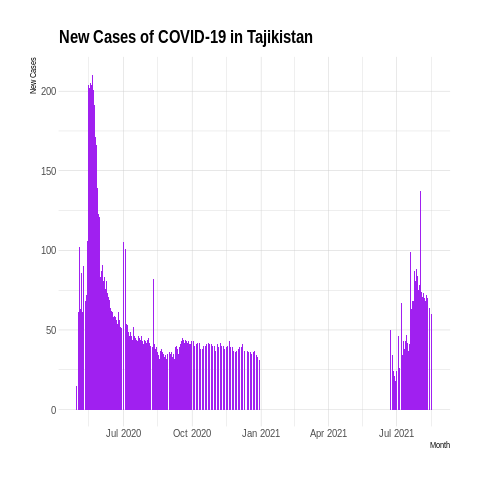 New Cases of COVID-19 in Tajikistan
New Cases
200
150
100
50
0
Jul 2020
Oct 2020
Jan 2021
Apr 2021
Jul 2021
Month